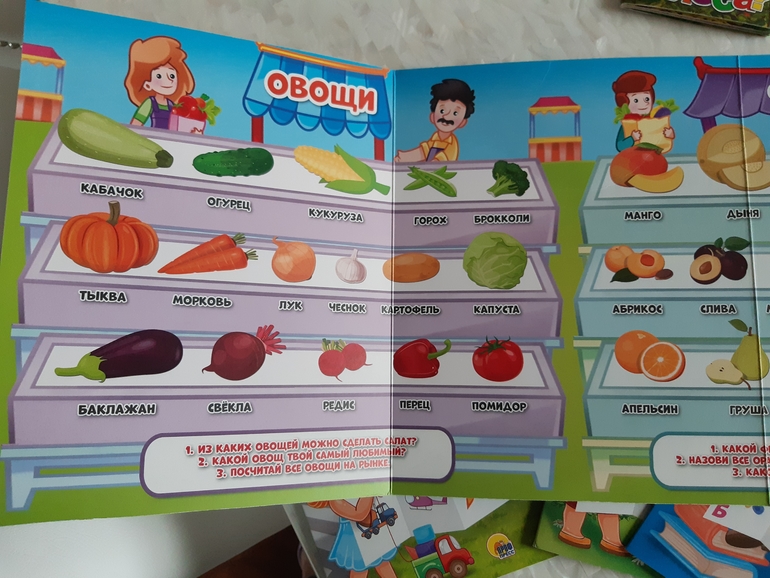 ОВОЩИ
КАБАЧОК
ОГУРЕЦ
КУКУРУЗА
ГОРОХ
БРОККОЛИ
ТЫКВА
МОРКОВЬ
ЛУК
ЧЕСНОК
КАРТОФЕЛЬ
КАПУСТА
БАКЛАЖАН
СВЁКЛА
РЕДИС
ПЕРЕЦ
ПОМИДОР
1. ИЗ КАКИХ ОВОЩЕЙ МОЖНО СДЕЛАТЬ САЛАТ?
2. КАКОЙ ОВОЩ ТВОЙ САМЫЙ ЛЮБИМЫЙ?
3. ПОСЧИТАЙ ВСЕ ОВОЩИ НА РЫНКЕ.
МАНГО
ДЫНЯ
АБРИКОС
СЛИВА
АПЕЛЬСИН
ГРУША
1. КАКОЙ
2. НАЗОВИ ВСЕ
3.